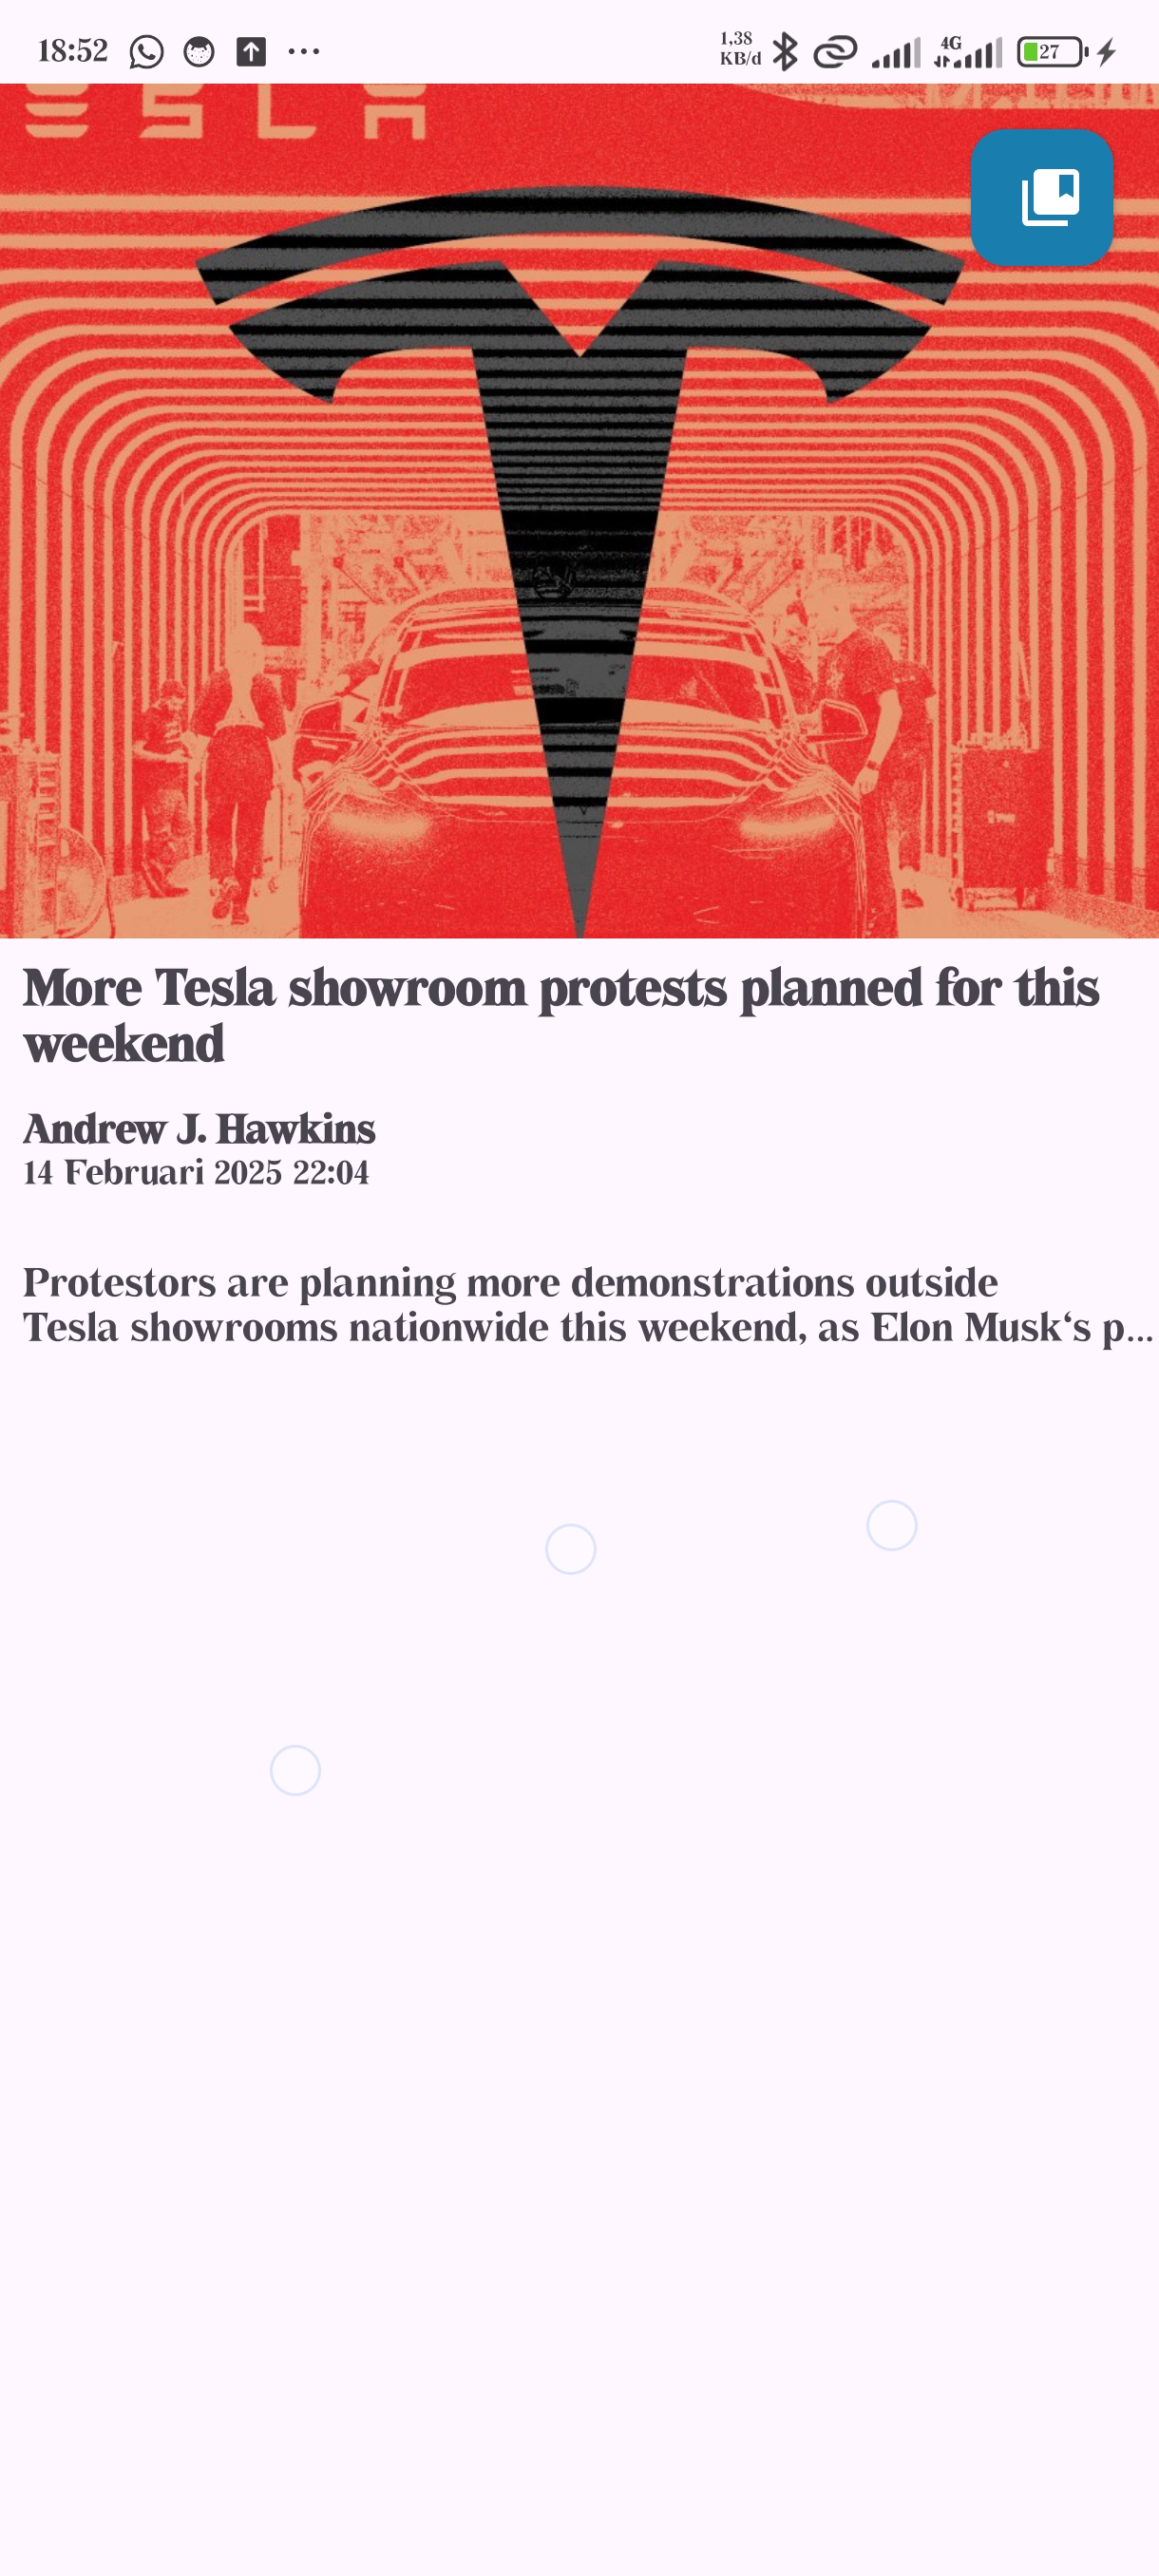 18:52
1,38
KB/d
4G
27
TESLA
More Tesla showroom protests planned for this
weekend
Andrew J. Hawkins
14 Februari 2025 22:04
Protestors are planning more demonstrations outside
Tesla showrooms nationwide this weekend, as Elon Musk‘s p...